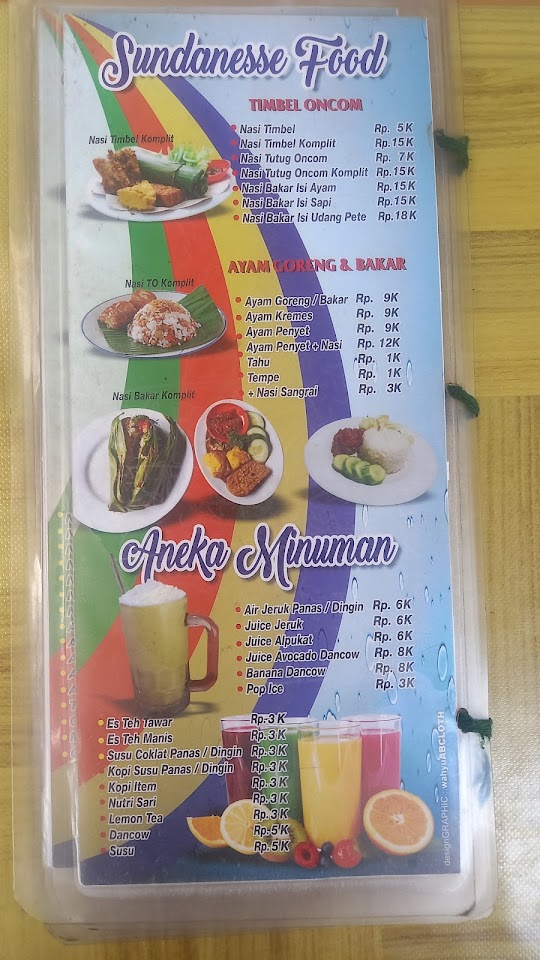 Sundanesse Food
TIMBEL ONCOM
Nasi Timbel Komplit
Nasi Timbel Rp. 5K
Nasi Timbel Komplit Rp.15K
Nasi Tutug Oncom Rp. 7K
Nasi Tutug Oncom Komplit Rp.15K
Nasi Bakar Isi Ayam Rp.15K
Nasi Bakar Isi Sapi Rp.15K
Nasi Bakar Isi Udang Pete Rp.18K
AYAM GORENG & BAKAR
Nasi TO Komplit
Ayam Goreng / Bakar Rp. 9K
Ayam Kremes Rp. 9K
Ayam Penyet Rp. 9K
Ayam Penyet + Nasi Rp. 12K
Tahu Rp. 1K
Tempe Rp. 1K
+ Nasi Sangrai Rp. 3K
Nasi Bakar Komplit
Aneka Minuman
Air Jeruk Panas / Dingin Rp. 6K
Juice Jeruk Rp. 6K
Juice Alpukat Rp. 6K
Juice Avocado Dancow Rp. 8K
Banana Dancow Rp. 8K
Pop Ice Rp. 3K
Es Teh Tawar Rp.3 K
Es Teh Manis Rp.3 K
Susu Coklat Panas / Dingin Rp.3 K
Kopi Susu Panas / Dingin Rp.3 K
Kopi Item Rp.3 K
Nutri Sari Rp.3 K
Lemon Tea Rp.3 K
Dancow Rp.5 K
Susu Rp.5 K
designGRAPHIC : wahyuABCLOTH